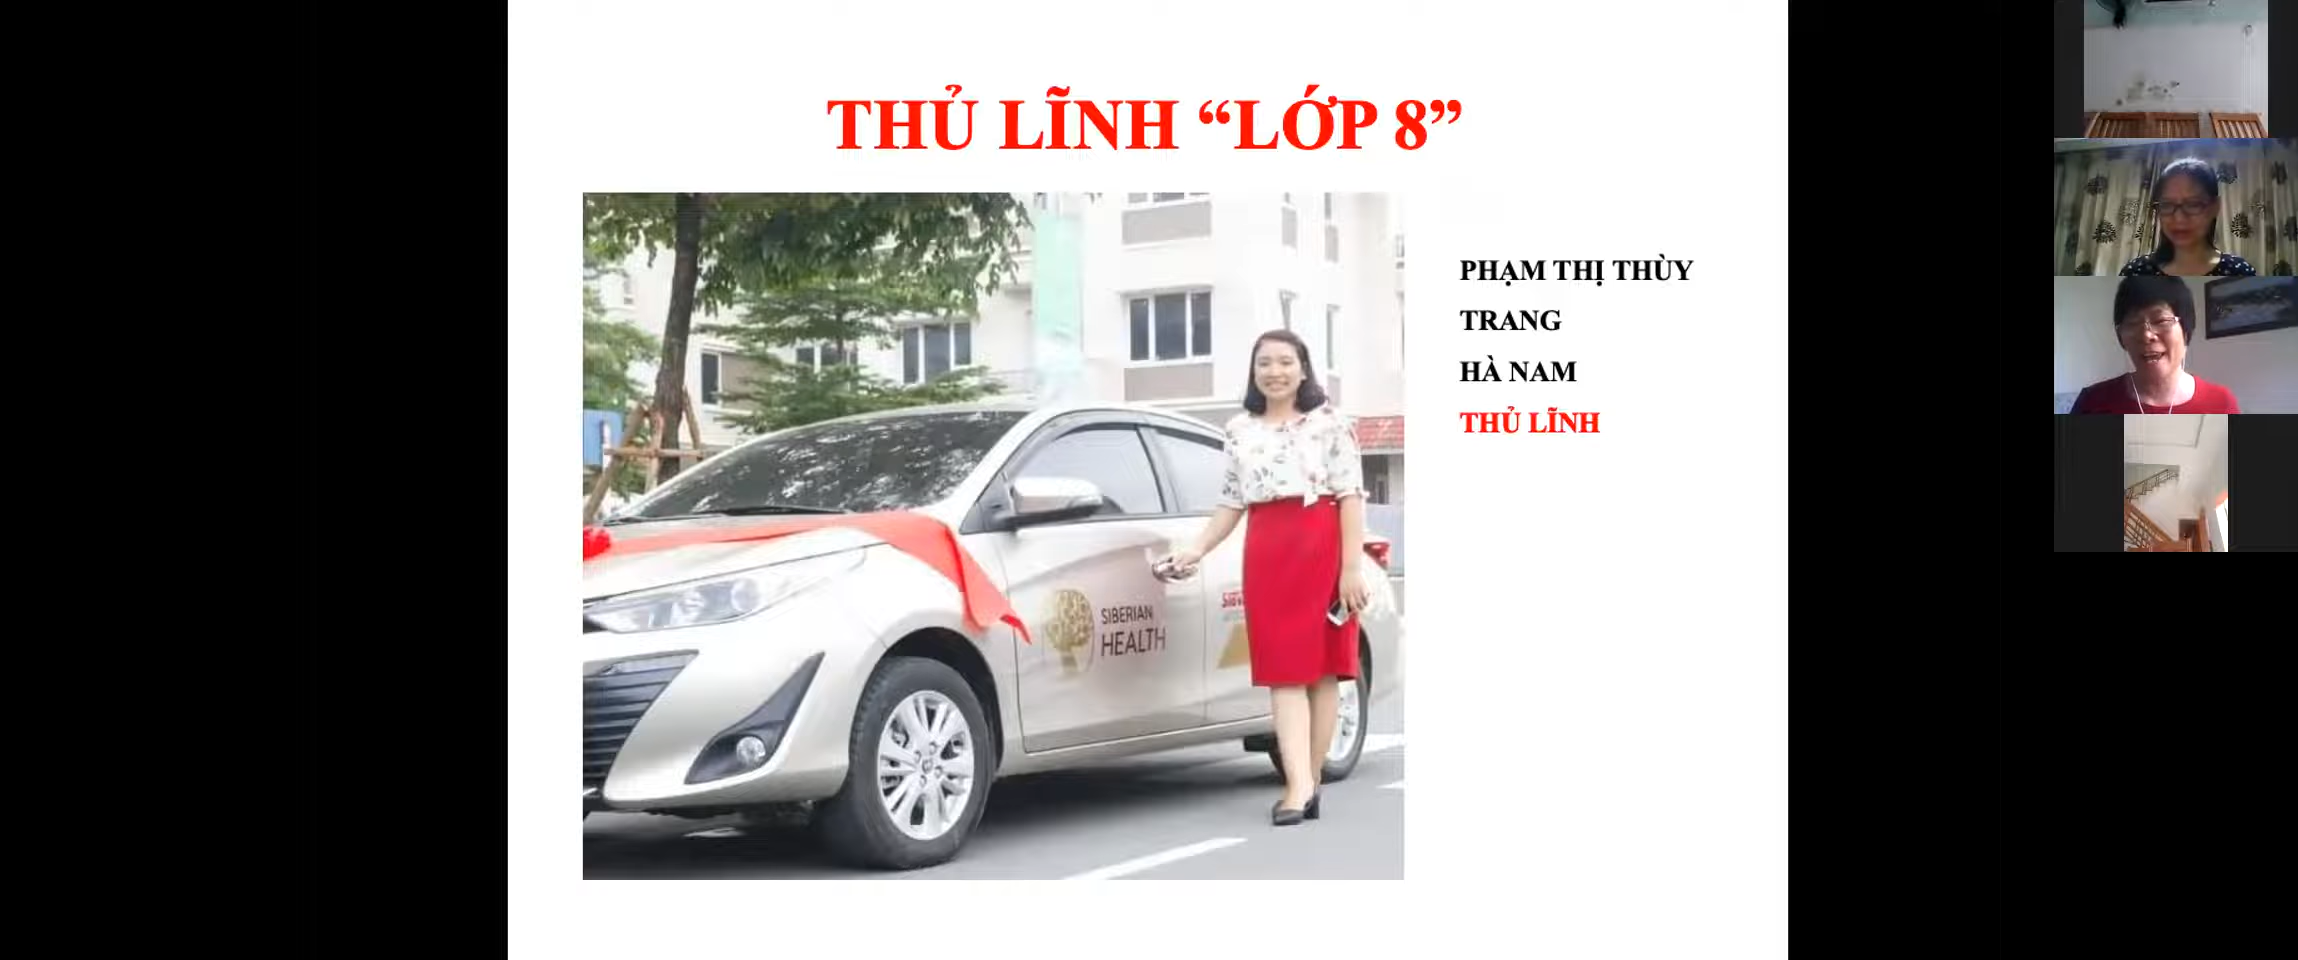 THỦ LĨNH “LỚP 8”
PHẠM THỊ THÙY
TRANG
HÀ NAM
THỦ LĨNH
SIBERIAN
HEALTH